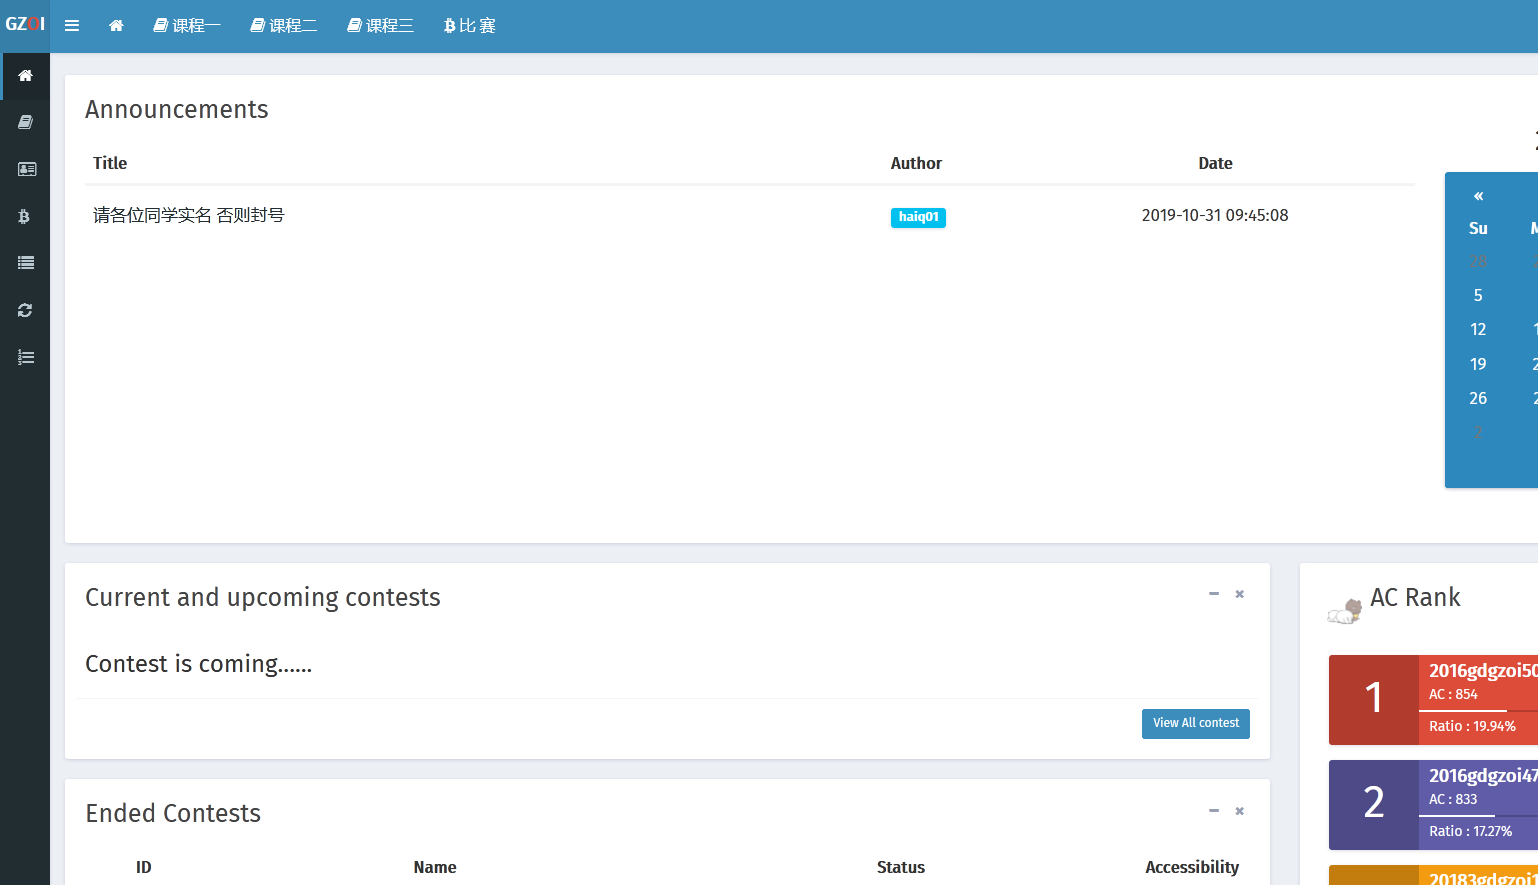 GZOI
课程一
课程二
课程三
比 赛
Announcements
Title Author Date
请各位同学实名 否则封号 haiq01 2019-10-31 09:45:08
«
Su
28
5
12
19
26
2
Current and upcoming contests
Contest is coming......
View All contest
Ended Contests
ID Name Status Accessibility
AC Rank
1
2016gdgzoi50
AC : 854
Ratio : 19.94%
2
2016gdgzoi47
AC : 833
Ratio : 17.27%
20183gdgzoi1